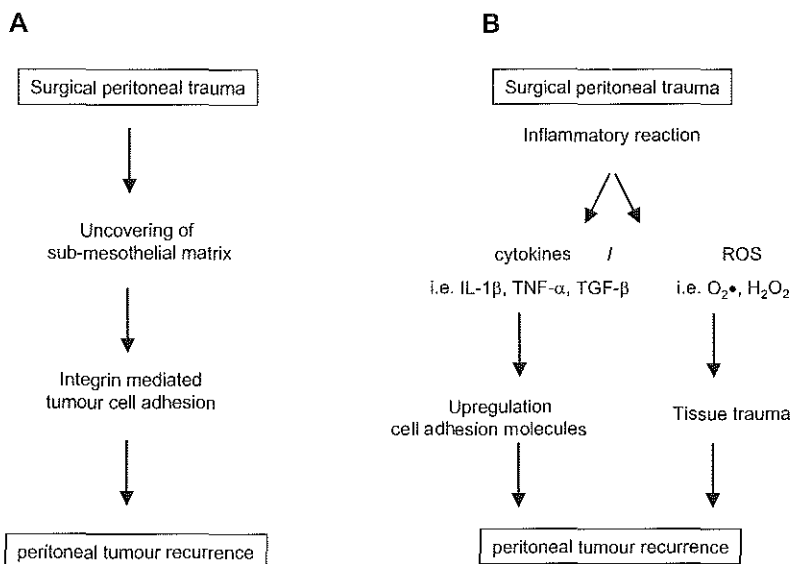 A
Surgical peritoneal trauma
Uncovering of
sub-mesothelial matrix
Integrin mediated
tumour cell adhesion
peritoneal tumour recurrence
B
Surgical peritoneal trauma
Inflammatory reaction
cytokines / ROS
i.e. IL-1β, TNF-α, TGF-β i.e. O₂•, H₂O₂
Upregulation
cell adhesion molecules
Tissue trauma
peritoneal tumour recurrence